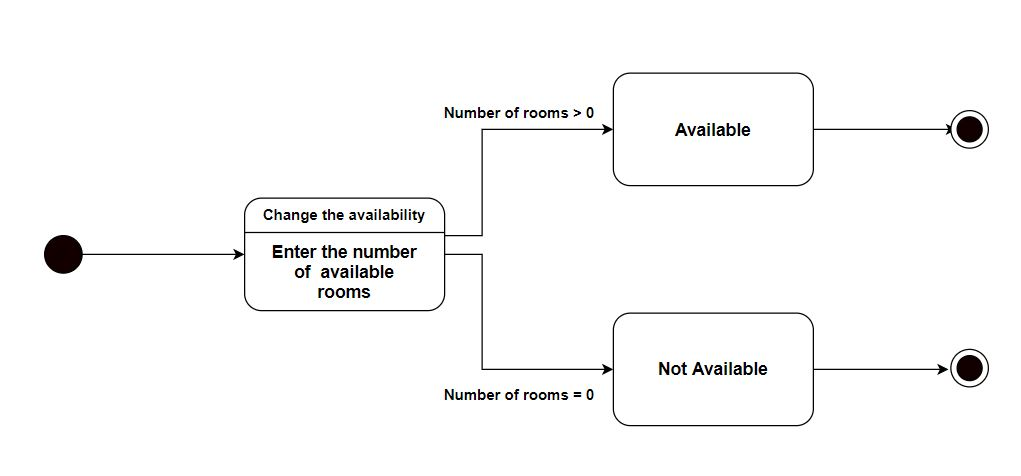 Number of rooms > 0
Available
Change the availability
Enter the number
of available
rooms
Not Available
Number of rooms = 0